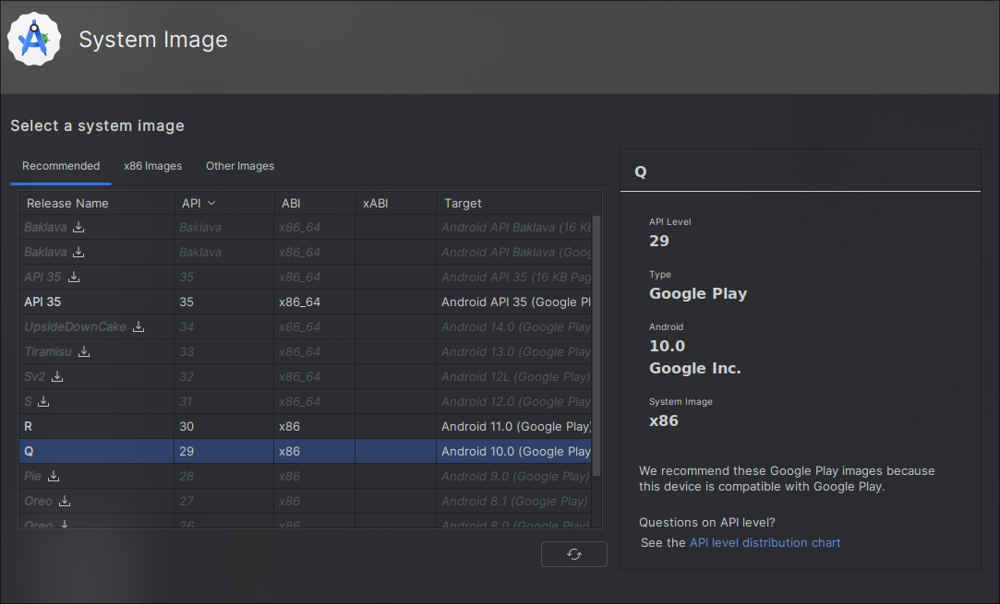 System Image
Select a system image
Recommended x86 Images Other Images
Release Name API ABI xABI Target
Baklava Baklava x86_64 Android API Baklava (16 KB
Baklava Baklava x86_64 Android API Baklava (Goog
API 35 35 x86_64 Android API 35 (16 KB Pag
API 35 35 x86_64 Android API 35 (Google Pl
UpsideDownCake 34 x86_64 Android 14.0 (Google Play
Tiramisu 33 x86_64 Android 13.0 (Google Play
Sv2 32 x86_64 Android 12L (Google Play)
S 31 x86_64 Android 12.0 (Google Play
R 30 x86 Android 11.0 (Google Play)
Q 29 x86 Android 10.0 (Google Play
Pie 28 x86 Android 9.0 (Google Play)
Oreo 27 x86 Android 8.1 (Google Play)
Oreo 26 x86 Android 8.0 (Google Play)
Q
API Level
29
Type
Google Play
Android
10.0
Google Inc.
System Image
x86
We recommend these Google Play images because
this device is compatible with Google Play.
Questions on API level?
See the API level distribution chart